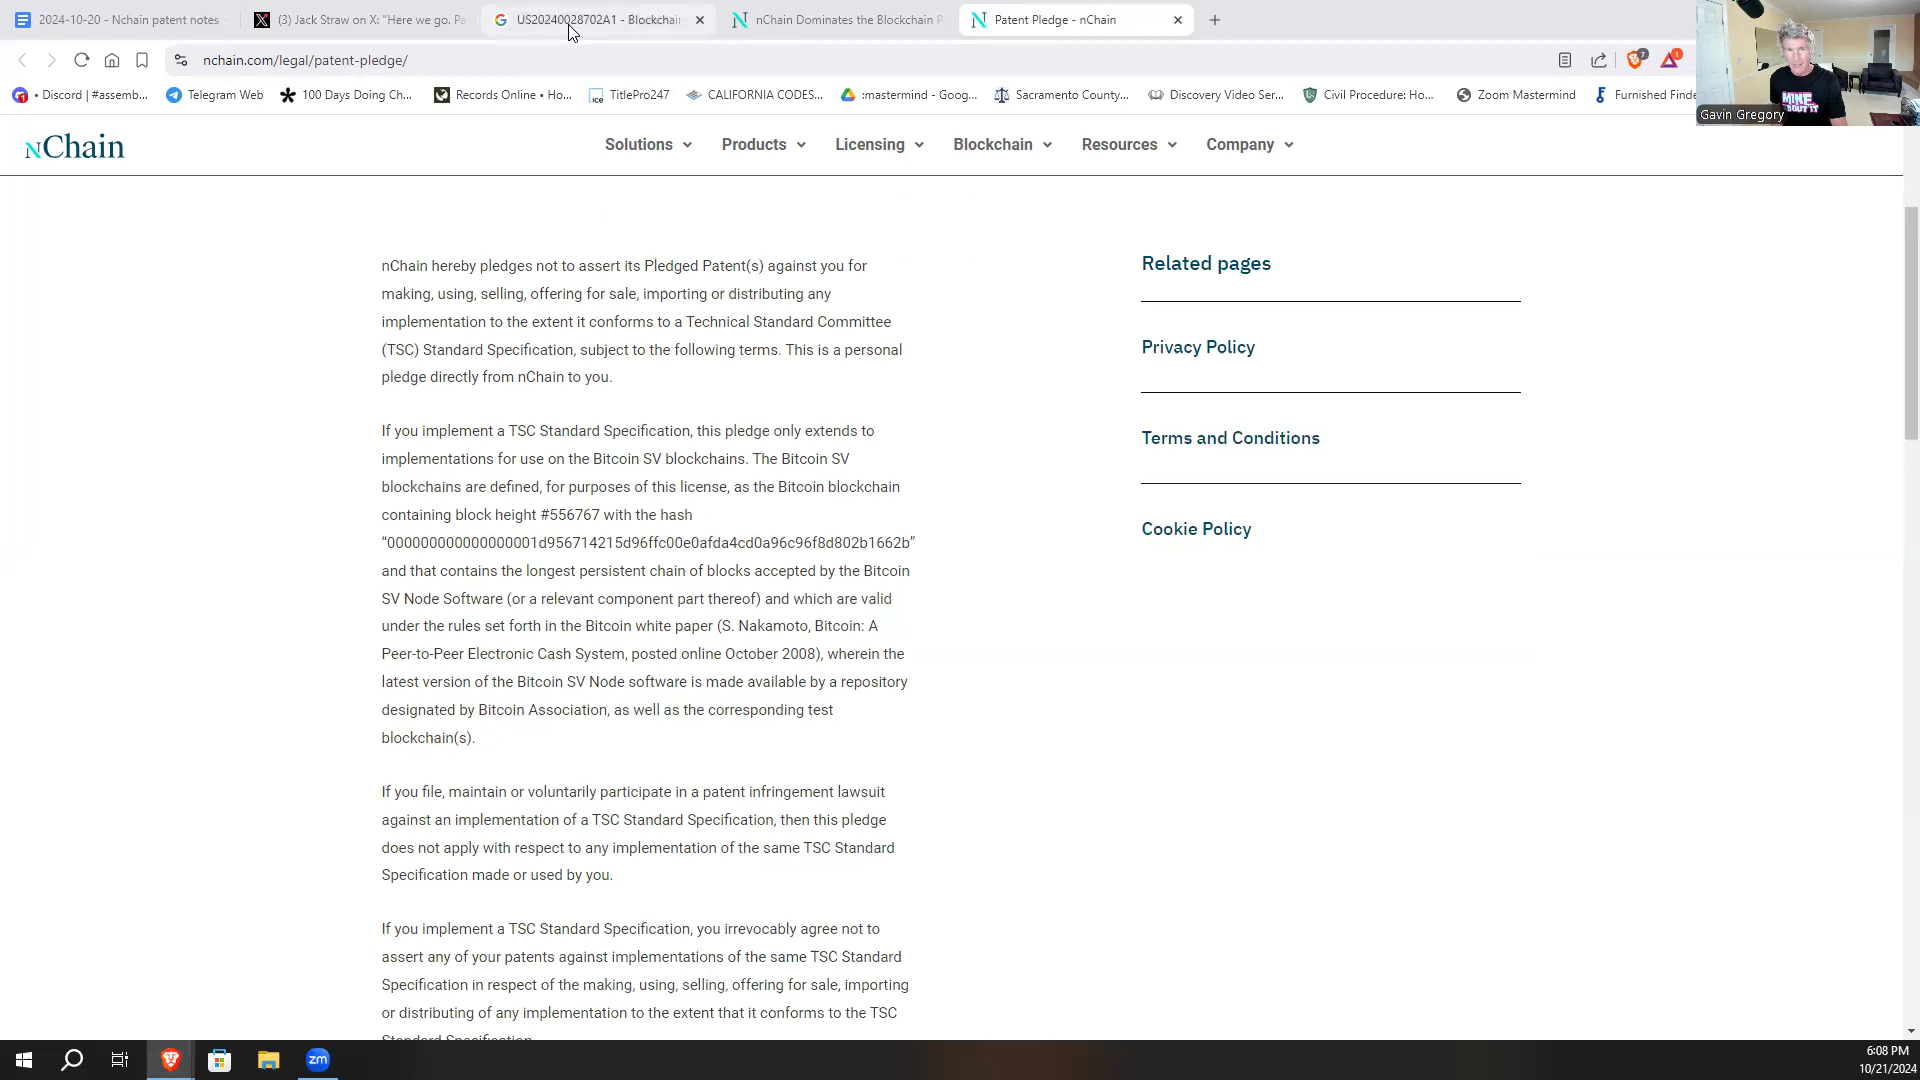 2024-10-20 - Nchain patent notes
(3) Jack Straw on X: "Here we go. Pa
US20240028702A1 - Blockchai
nChain Dominates the Blockchain P
Patent Pledge - nChain
nchain.com/legal/patent-pledge/
7
1
• Discord | #assemb...
Telegram Web
100 Days Doing Ch...
Records Online • Ho...
TitlePro247
CALIFORNIA CODES...
:mastermind - Goog...
Sacramento County...
Discovery Video Ser...
Civil Procedure: Ho...
Zoom Mastermind
Furnished Finde
MINE
ABOUT IT
Gavin Gregory
nChain
Solutions
Products
Licensing
Blockchain
Resources
Company
nChain hereby pledges not to assert its Pledged Patent(s) against you for
making, using, selling, offering for sale, importing or distributing any
implementation to the extent it conforms to a Technical Standard Committee
(TSC) Standard Specification, subject to the following terms. This is a personal
pledge directly from nChain to you.
If you implement a TSC Standard Specification, this pledge only extends to
implementations for use on the Bitcoin SV blockchains. The Bitcoin SV
blockchains are defined, for purposes of this license, as the Bitcoin blockchain
containing block height #556767 with the hash
“000000000000000001d956714215d96ffc00e0afda4cd0a96c96f8d802b1662b”
and that contains the longest persistent chain of blocks accepted by the Bitcoin
SV Node Software (or a relevant component part thereof) and which are valid
under the rules set forth in the Bitcoin white paper (S. Nakamoto, Bitcoin: A
Peer-to-Peer Electronic Cash System, posted online October 2008), wherein the
latest version of the Bitcoin SV Node software is made available by a repository
designated by Bitcoin Association, as well as the corresponding test
blockchain(s).
If you file, maintain or voluntarily participate in a patent infringement lawsuit
against an implementation of a TSC Standard Specification, then this pledge
does not apply with respect to any implementation of the same TSC Standard
Specification made or used by you.
If you implement a TSC Standard Specification, you irrevocably agree not to
assert any of your patents against implementations of the same TSC Standard
Specification in respect of the making, using, selling, offering for sale, importing
or distributing of any implementation to the extent that it conforms to the TSC
Standard Specification.
Related pages
Privacy Policy
Terms and Conditions
Cookie Policy
zm
6:08 PM
10/21/2024